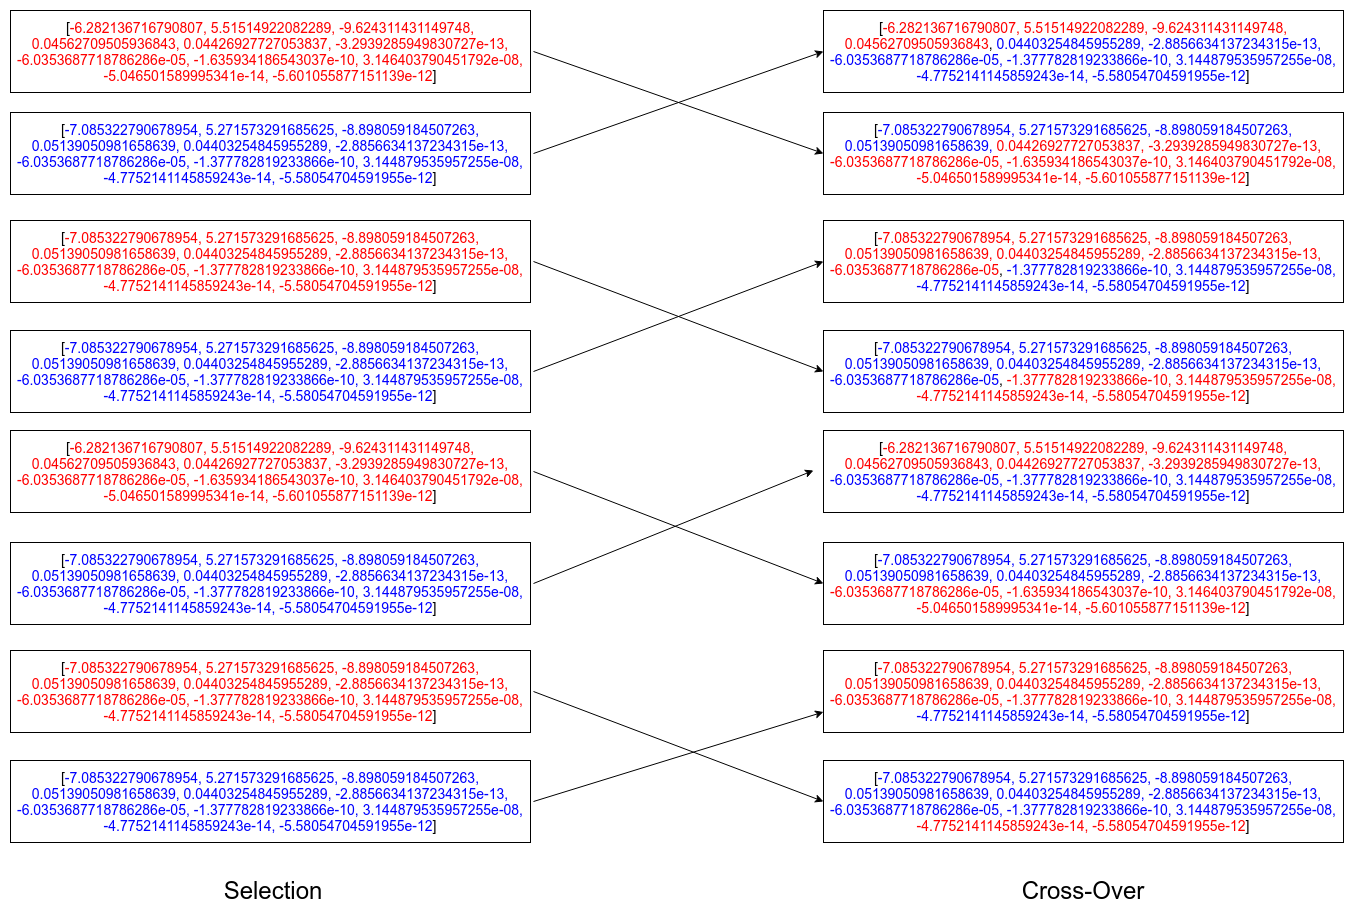 [-6.282136716790807, 5.51514922082289, -9.624311431149748,
0.04562709505936843, 0.04426927727053837, -3.2939285949830727e-13,
-6.0353687718786286e-05, -1.635934186543037e-10, 3.146403790451792e-08,
-5.046501589995341e-14, -5.601055877151139e-12]
[-7.085322790678954, 5.271573291685625, -8.898059184507263,
0.05139050981658639, 0.04403254845955289, -2.8856634137234315e-13,
-6.0353687718786286e-05, -1.377782819233866e-10, 3.144879535957255e-08,
-4.7752141145859243e-14, -5.58054704591955e-12]
[-7.085322790678954, 5.271573291685625, -8.898059184507263,
0.05139050981658639, 0.04403254845955289, -2.8856634137234315e-13,
-6.0353687718786286e-05, -1.377782819233866e-10, 3.144879535957255e-08,
-4.7752141145859243e-14, -5.58054704591955e-12]
[-7.085322790678954, 5.271573291685625, -8.898059184507263,
0.05139050981658639, 0.04403254845955289, -2.8856634137234315e-13,
-6.0353687718786286e-05, -1.377782819233866e-10, 3.144879535957255e-08,
-4.7752141145859243e-14, -5.58054704591955e-12]
[-6.282136716790807, 5.51514922082289, -9.624311431149748,
0.04562709505936843, 0.04426927727053837, -3.2939285949830727e-13,
-6.0353687718786286e-05, -1.635934186543037e-10, 3.146403790451792e-08,
-5.046501589995341e-14, -5.601055877151139e-12]
[-7.085322790678954, 5.271573291685625, -8.898059184507263,
0.05139050981658639, 0.04403254845955289, -2.8856634137234315e-13,
-6.0353687718786286e-05, -1.377782819233866e-10, 3.144879535957255e-08,
-4.7752141145859243e-14, -5.58054704591955e-12]
[-7.085322790678954, 5.271573291685625, -8.898059184507263,
0.05139050981658639, 0.04403254845955289, -2.8856634137234315e-13,
-6.0353687718786286e-05, -1.377782819233866e-10, 3.144879535957255e-08,
-4.7752141145859243e-14, -5.58054704591955e-12]
[-7.085322790678954, 5.271573291685625, -8.898059184507263,
0.05139050981658639, 0.04403254845955289, -2.8856634137234315e-13,
-6.0353687718786286e-05, -1.377782819233866e-10, 3.144879535957255e-08,
-4.7752141145859243e-14, -5.58054704591955e-12]
Selection
[-6.282136716790807, 5.51514922082289, -9.624311431149748,
0.04562709505936843, 0.04403254845955289, -2.8856634137234315e-13,
-6.0353687718786286e-05, -1.377782819233866e-10, 3.144879535957255e-08,
-4.7752141145859243e-14, -5.58054704591955e-12]
[-7.085322790678954, 5.271573291685625, -8.898059184507263,
0.05139050981658639, 0.04426927727053837, -3.2939285949830727e-13,
-6.0353687718786286e-05, -1.635934186543037e-10, 3.146403790451792e-08,
-5.046501589995341e-14, -5.601055877151139e-12]
[-7.085322790678954, 5.271573291685625, -8.898059184507263,
0.05139050981658639, 0.04403254845955289, -2.8856634137234315e-13,
-6.0353687718786286e-05, -1.377782819233866e-10, 3.144879535957255e-08,
-4.7752141145859243e-14, -5.58054704591955e-12]
[-7.085322790678954, 5.271573291685625, -8.898059184507263,
0.05139050981658639, 0.04403254845955289, -2.8856634137234315e-13,
-6.0353687718786286e-05, -1.377782819233866e-10, 3.144879535957255e-08,
-4.7752141145859243e-14, -5.58054704591955e-12]
[-6.282136716790807, 5.51514922082289, -9.624311431149748,
0.04562709505936843, 0.04426927727053837, -3.2939285949830727e-13,
-6.0353687718786286e-05, -1.377782819233866e-10, 3.144879535957255e-08,
-4.7752141145859243e-14, -5.58054704591955e-12]
[-7.085322790678954, 5.271573291685625, -8.898059184507263,
0.05139050981658639, 0.04403254845955289, -2.8856634137234315e-13,
-6.0353687718786286e-05, -1.635934186543037e-10, 3.146403790451792e-08,
-5.046501589995341e-14, -5.601055877151139e-12]
[-7.085322790678954, 5.271573291685625, -8.898059184507263,
0.05139050981658639, 0.04403254845955289, -2.8856634137234315e-13,
-6.0353687718786286e-05, -1.377782819233866e-10, 3.144879535957255e-08,
-4.7752141145859243e-14, -5.58054704591955e-12]
[-7.085322790678954, 5.271573291685625, -8.898059184507263,
0.05139050981658639, 0.04403254845955289, -2.8856634137234315e-13,
-6.0353687718786286e-05, -1.377782819233866e-10, 3.144879535957255e-08,
-4.7752141145859243e-14, -5.58054704591955e-12]
Cross-Over